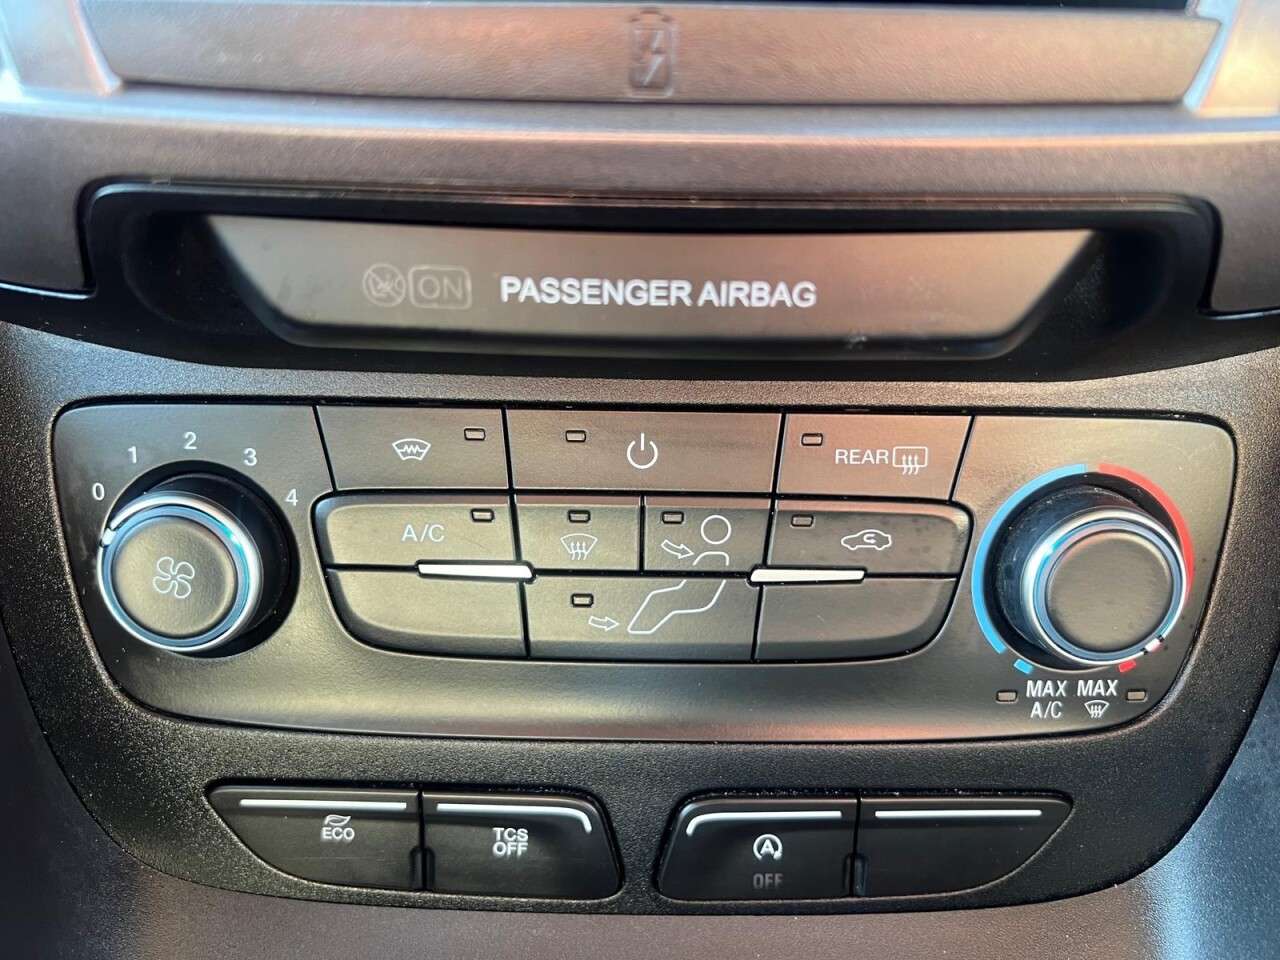 ON PASSENGER AIRBAG
0 1 2 3 4
REAR
A/C
MAX MAX
A/C
ECO
TCS
OFF
A
OFF